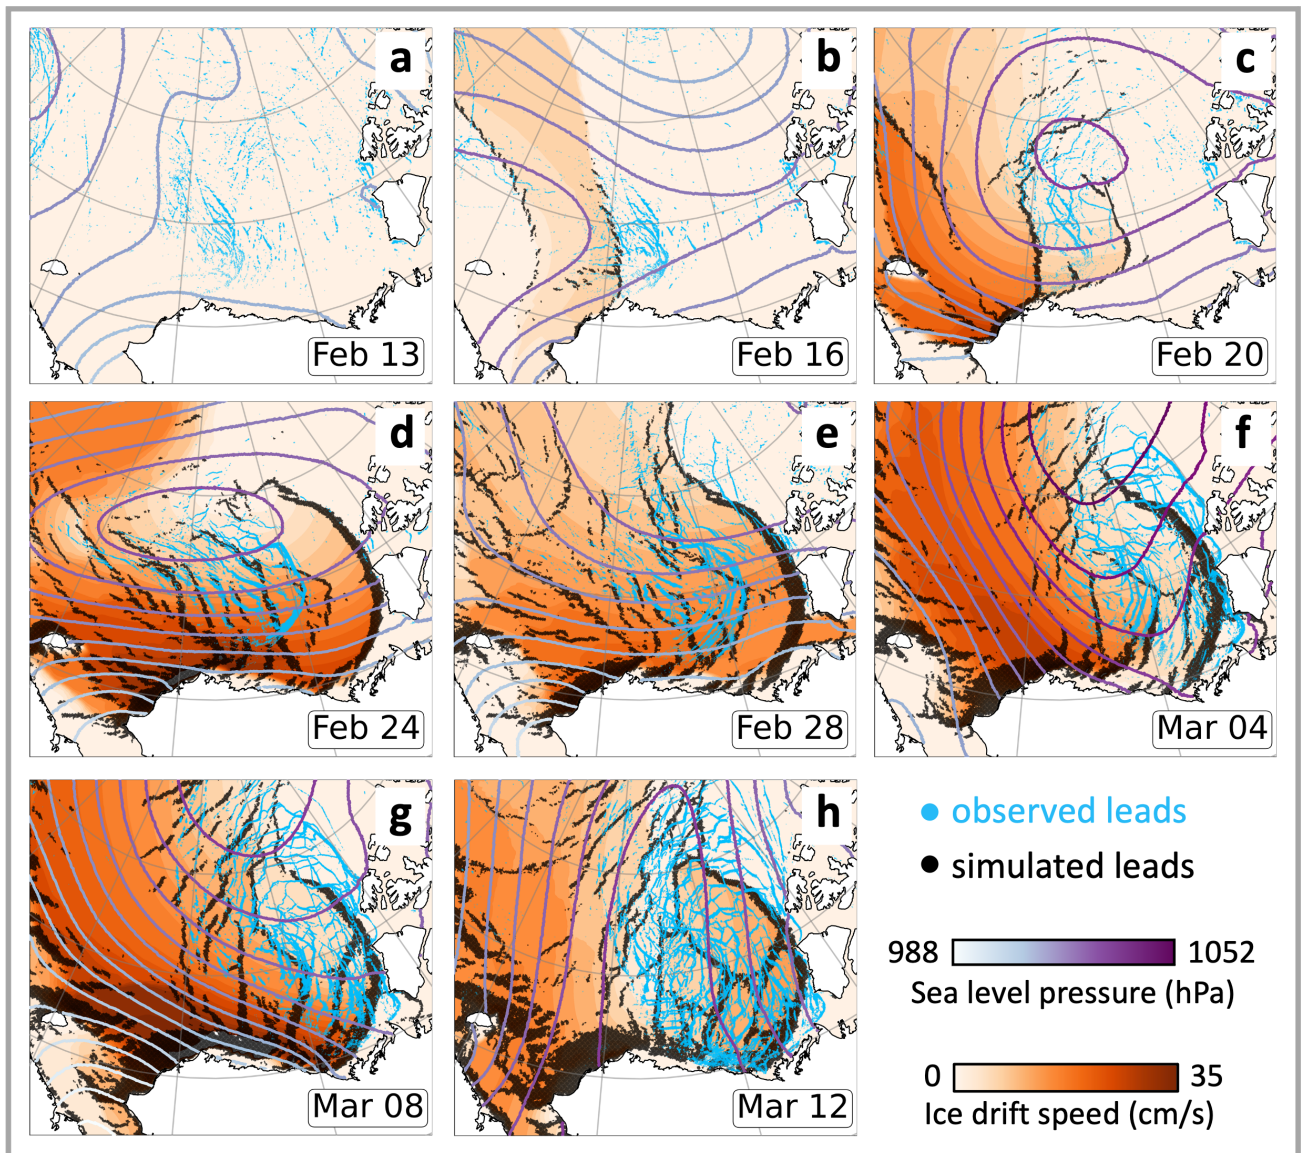 a
Feb 13
b
Feb 16
c
Feb 20
d
Feb 24
e
Feb 28
f
Mar 04
g
Mar 08
h
Mar 12
observed leads
simulated leads
988 1052
Sea level pressure (hPa)
0 35
Ice drift speed (cm/s)